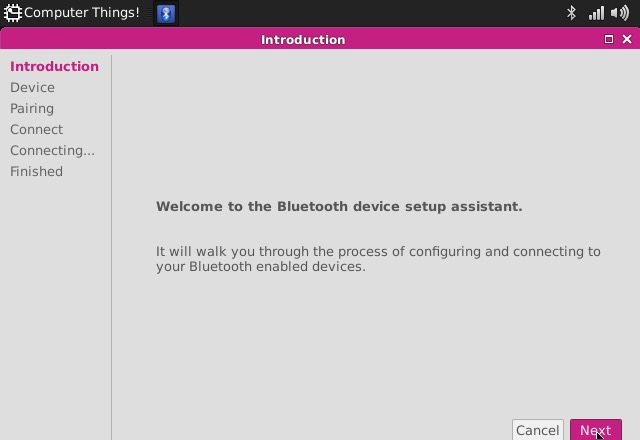 Computer Things!
Introduction
Introduction
Device
Pairing
Connect
Connecting...
Finished
Welcome to the Bluetooth device setup assistant.
It will walk you through the process of configuring and connecting to
your Bluetooth enabled devices.
Cancel
Next